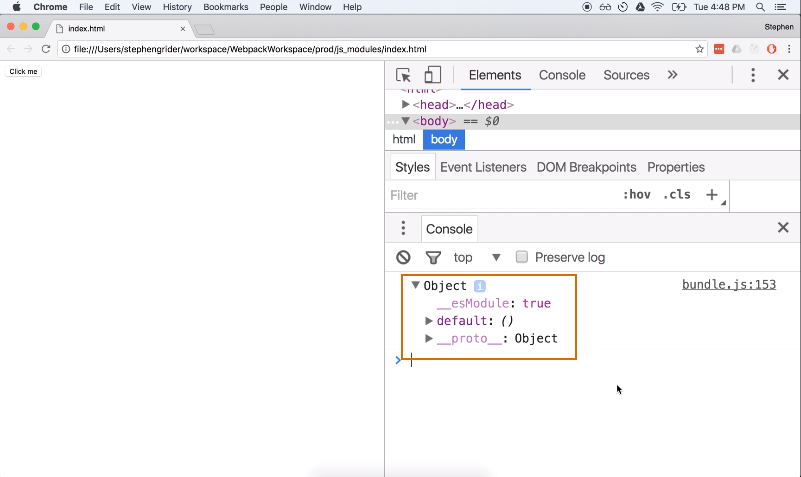 Chrome File Edit View History Bookmarks People Window Help Tue 4:48 PM
index.html Stephen
file:///Users/stephengrider/workspace/WebpackWorkspace/prod/js_modules/index.html
Click me
Elements Console Sources »
<html>
▶<head>…</head>
…▼<body> == $0
html body
Styles Event Listeners DOM Breakpoints Properties
Filter :hov .cls +
Console
top ▼ Preserve log
▼Object i bundle.js:153
__esModule: true
▶default: ()
▶__proto__: Object
>